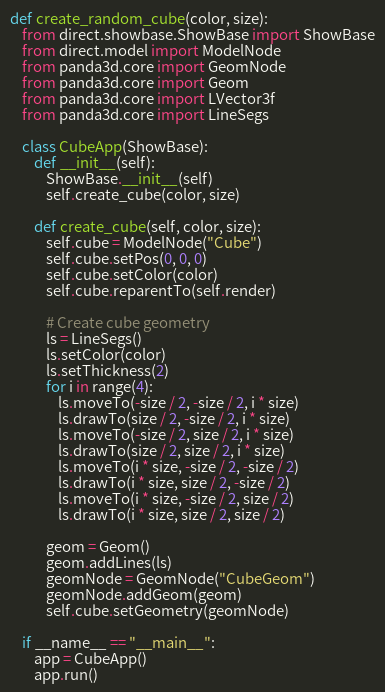 def create_random_cube(color, size):
from direct.showbase.ShowBase import ShowBase
from direct.model import ModelNode
from panda3d.core import GeomNode
from panda3d.core import Geom
from panda3d.core import LVector3f
from panda3d.core import LineSegs
class CubeApp(ShowBase):
def __init__(self):
ShowBase.__init__(self)
self.create_cube(color, size)
def create_cube(self, color, size):
self.cube = ModelNode("Cube")
self.cube.setPos(0, 0, 0)
self.cube.setColor(color)
self.cube.reparentTo(self.render)
# Create cube geometry
ls = LineSegs()
ls.setColor(color)
ls.setThickness(2)
for i in range(4):
ls.moveTo(-size / 2, -size / 2, i * size)
ls.drawTo(size / 2, -size / 2, i * size)
ls.moveTo(-size / 2, size / 2, i * size)
ls.drawTo(size / 2, size / 2, i * size)
ls.moveTo(i * size, -size / 2, -size / 2)
ls.drawTo(i * size, size / 2, -size / 2)
ls.moveTo(i * size, -size / 2, size / 2)
ls.drawTo(i * size, size / 2, size / 2)
geom = Geom()
geom.addLines(ls)
geomNode = GeomNode("CubeGeom")
geomNode.addGeom(geom)
self.cube.setGeometry(geomNode)
if __name__ == "__main__":
app = CubeApp()
app.run()